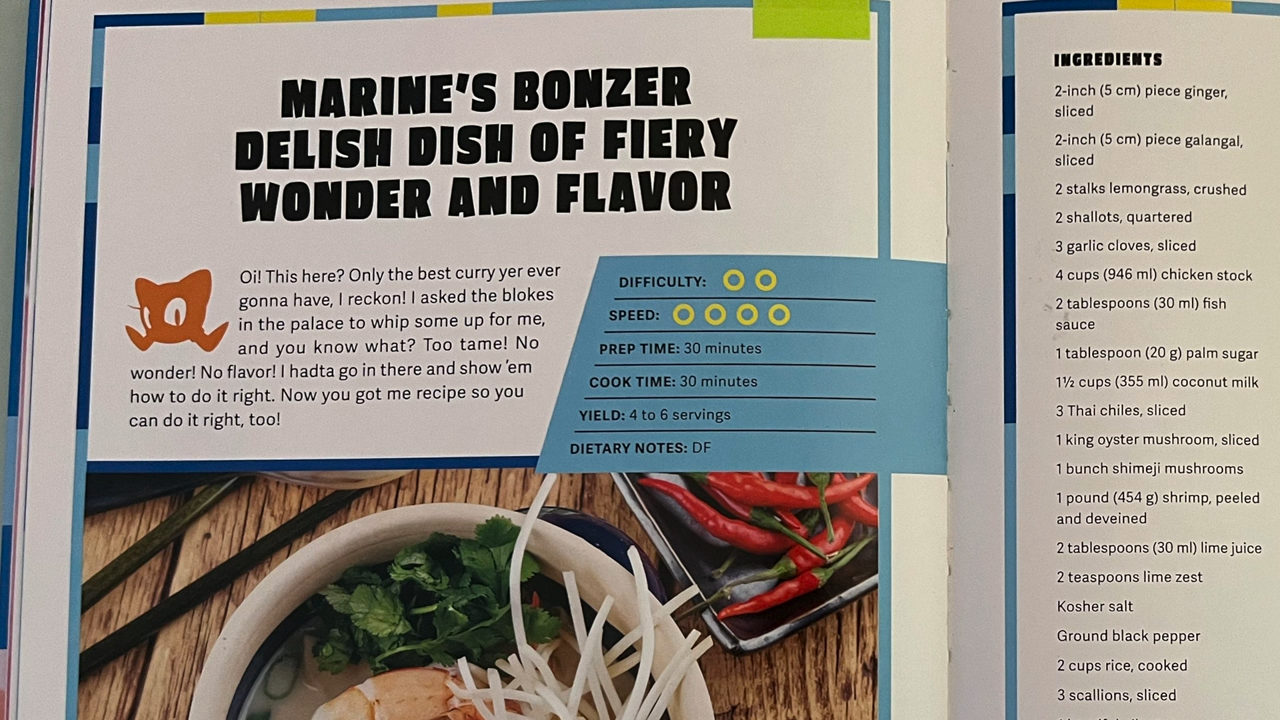 MARINE'S BONZER
DELISH DISH OF FIERY
WONDER AND FLAVOR
Oi! This here? Only the best curry yer ever
gonna have, I reckon! I asked the blokes
in the palace to whip some up for me,
and you know what? Too tame! No
wonder! No flavor! I hadta go in there and show 'em
how to do it right. Now you got me recipe so you
can do it right, too!
DIFFICULTY:
SPEED:
PREP TIME: 30 minutes
COOK TIME: 30 minutes
YIELD: 4 to 6 servings
DIETARY NOTES: DF
INGREDIENTS
2-inch (5 cm) piece ginger,
sliced
2-inch (5 cm) piece galangal,
sliced
2 stalks lemongrass, crushed
2 shallots, quartered
3 garlic cloves, sliced
4 cups (946 ml) chicken stock
2 tablespoons (30 ml) fish
sauce
1 tablespoon (20 g) palm sugar
1½ cups (355 ml) coconut milk
3 Thai chiles, sliced
1 king oyster mushroom, sliced
1 bunch shimeji mushrooms
1 pound (454 g) shrimp, peeled
and deveined
2 tablespoons (30 ml) lime juice
2 teaspoons lime zest
Kosher salt
Ground black pepper
2 cups rice, cooked
3 scallions, sliced